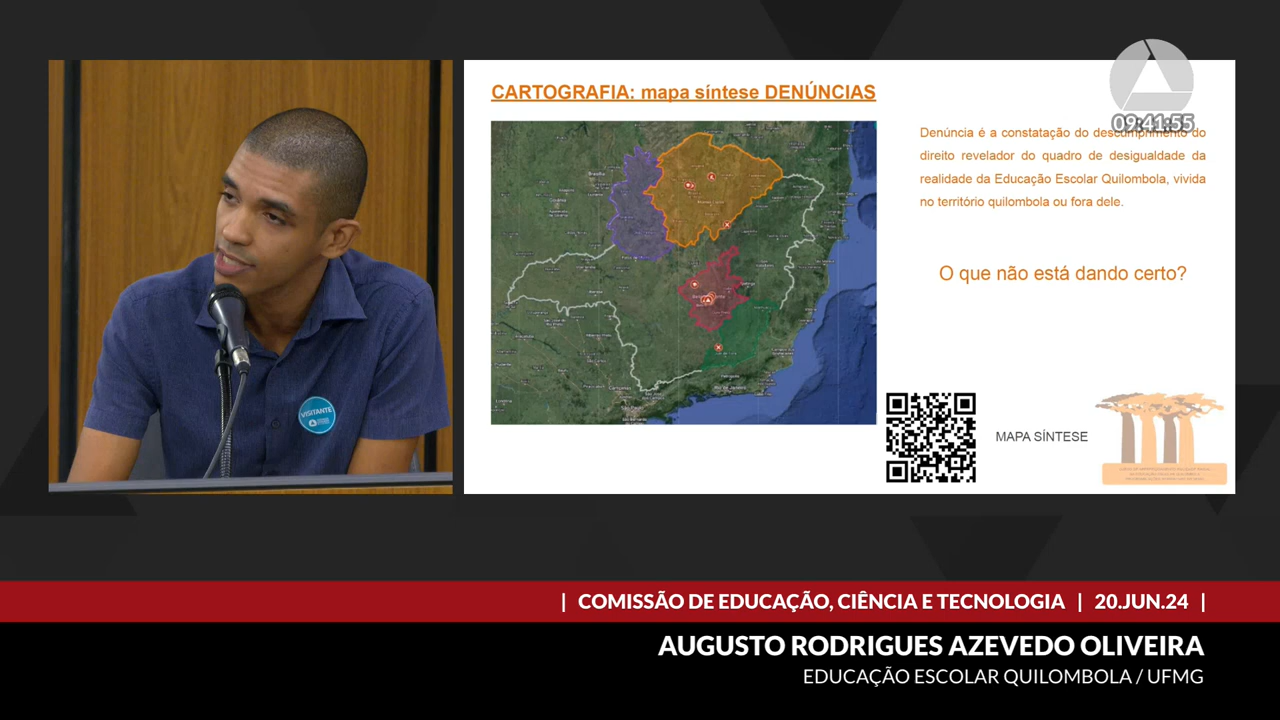 CARTOGRAFIA: mapa síntese DENÚNCIAS
09:41:55
Denúncia é a constatação do descumprimento do
direito revelador do quadro de desigualdade da
realidade da Educação Escolar Quilombola, vivida
no território quilombola ou fora dele.
O que não está dando certo?
MAPA SÍNTESE
VISITANTE
| COMISSÃO DE EDUCAÇÃO, CIÊNCIA E TECNOLOGIA | 20.JUN.24 |
AUGUSTO RODRIGUES AZEVEDO OLIVEIRA
EDUCAÇÃO ESCOLAR QUILOMBOLA / UFMG